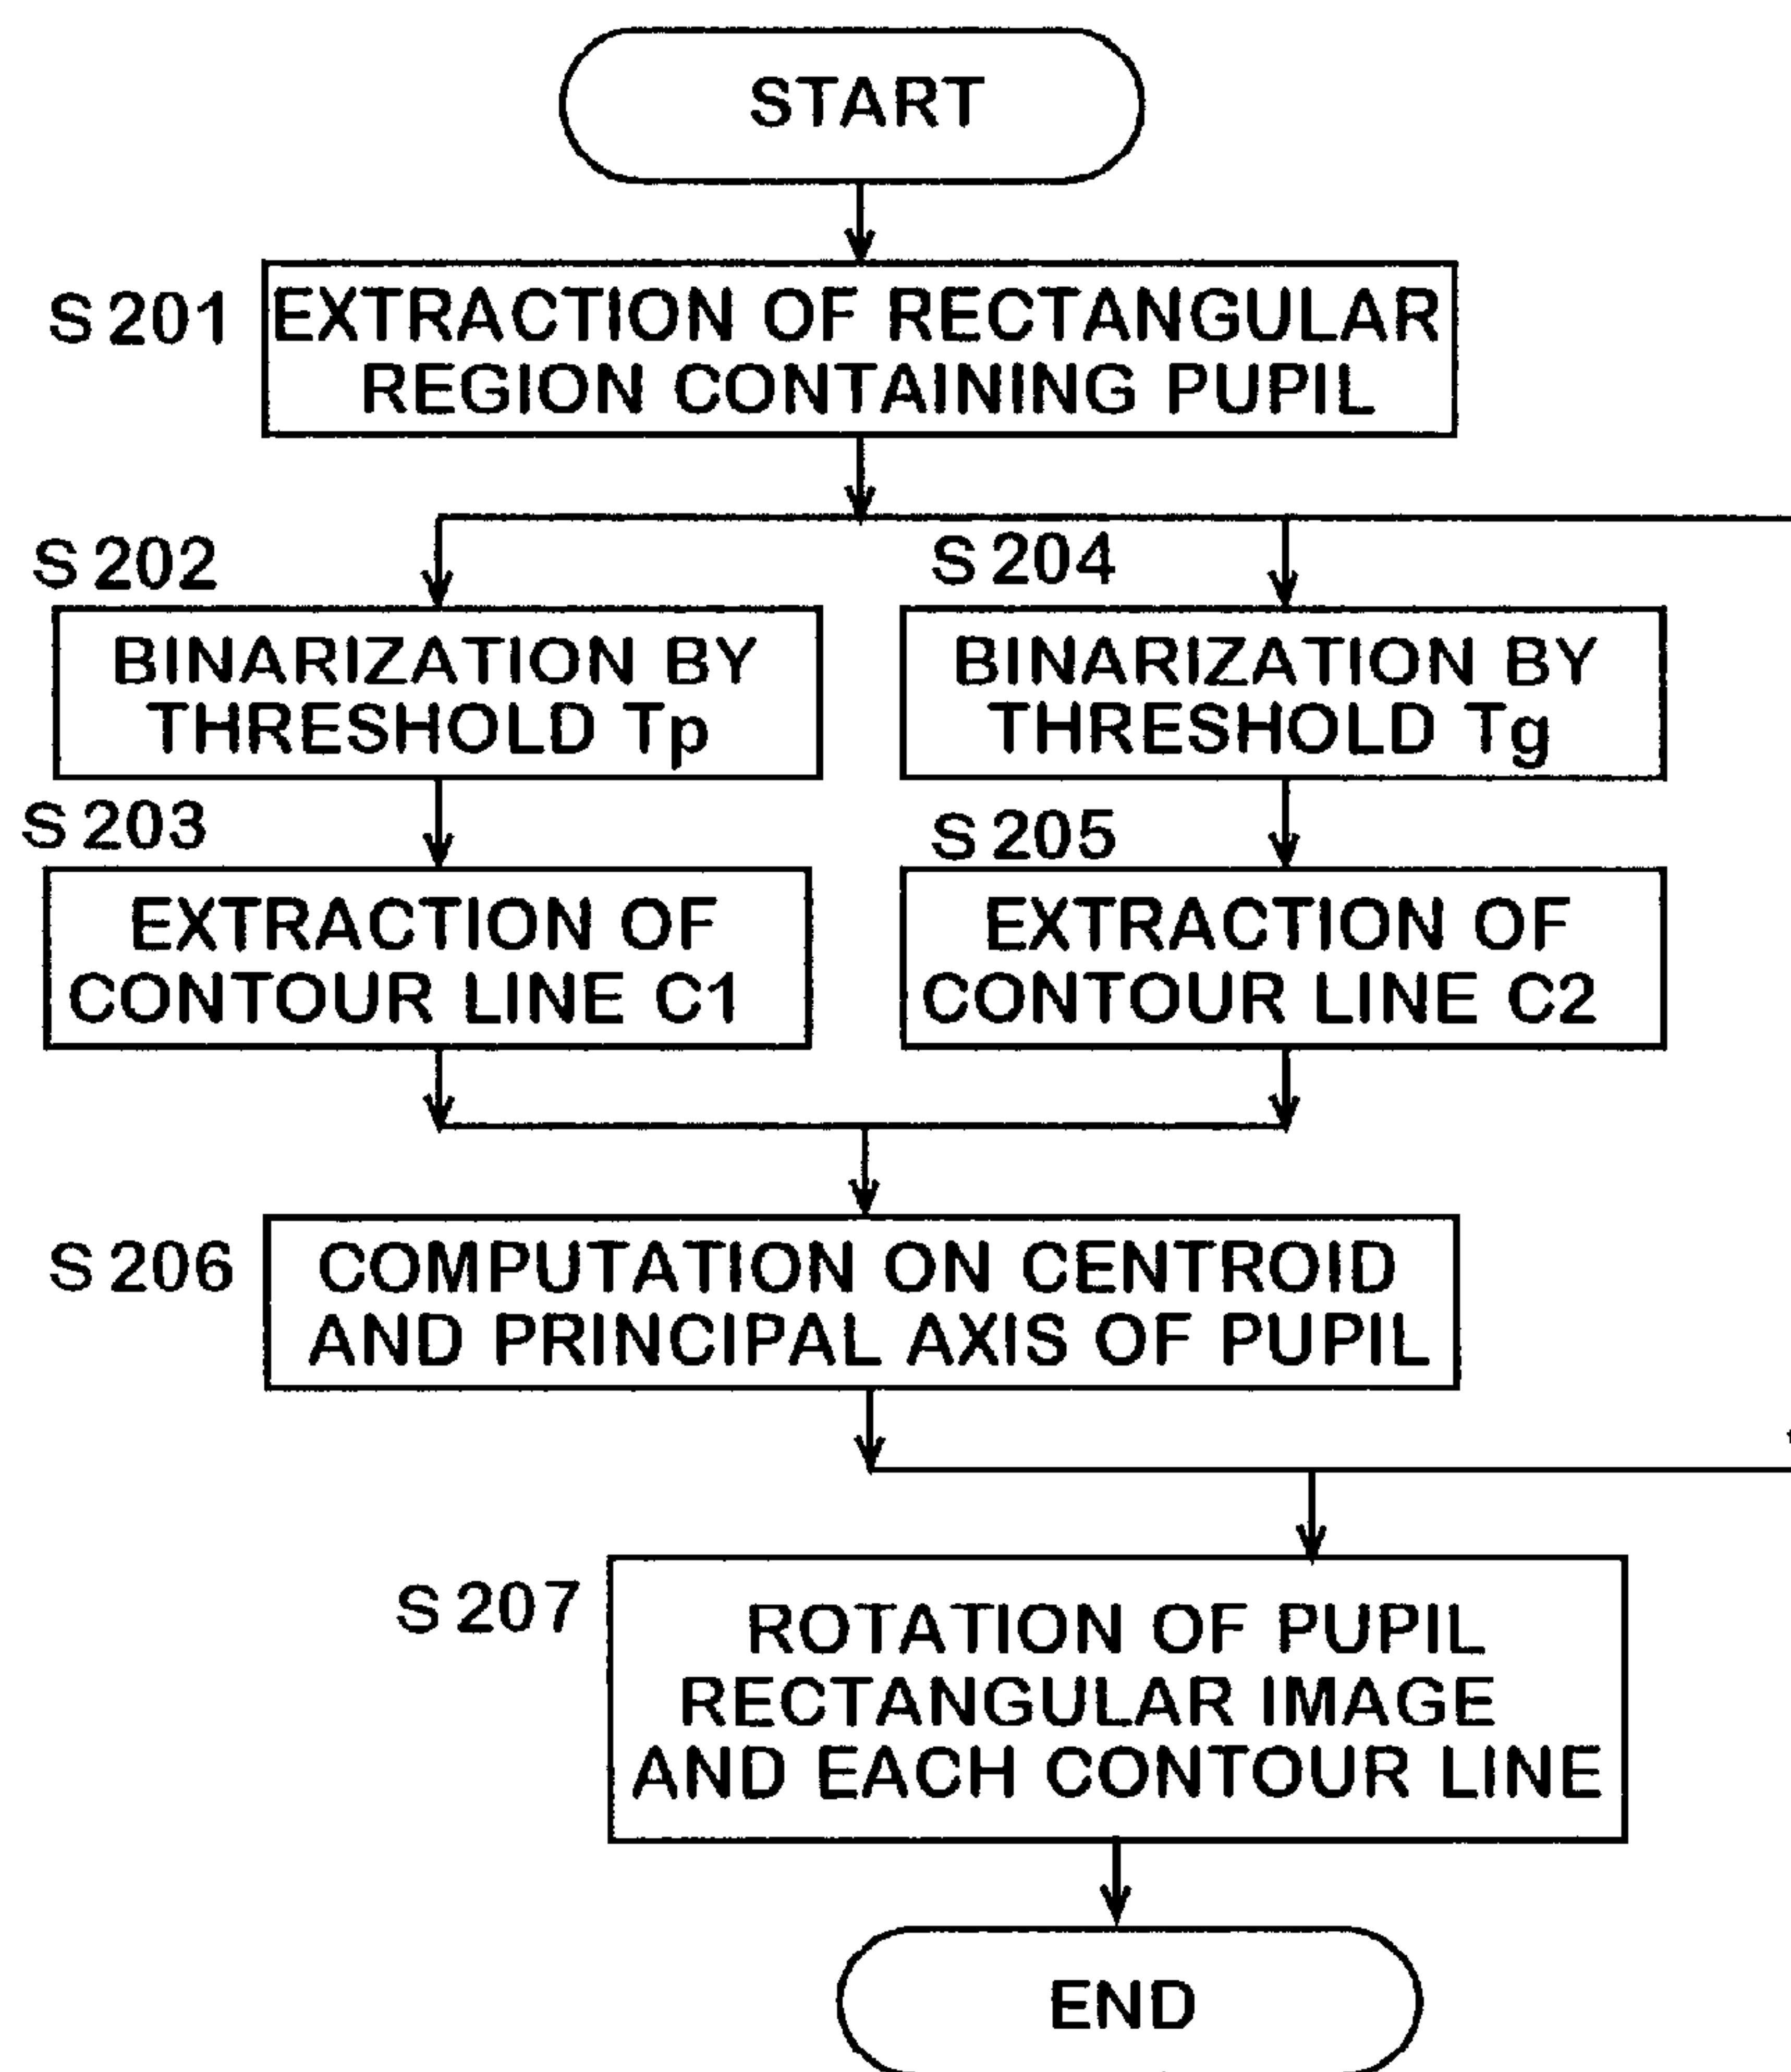 START
S201
EXTRACTION OF RECTANGULAR
REGION CONTAINING PUPIL
S202
BINARIZATION BY
THRESHOLD Tp
S204
BINARIZATION BY
THRESHOLD Tg
S203
EXTRACTION OF
CONTOUR LINE C1
S205
EXTRACTION OF
CONTOUR LINE C2
S206
COMPUTATION ON CENTROID
AND PRINCIPAL AXIS OF PUPIL
S207
ROTATION OF PUPIL
RECTANGULAR IMAGE
AND EACH CONTOUR LINE
END